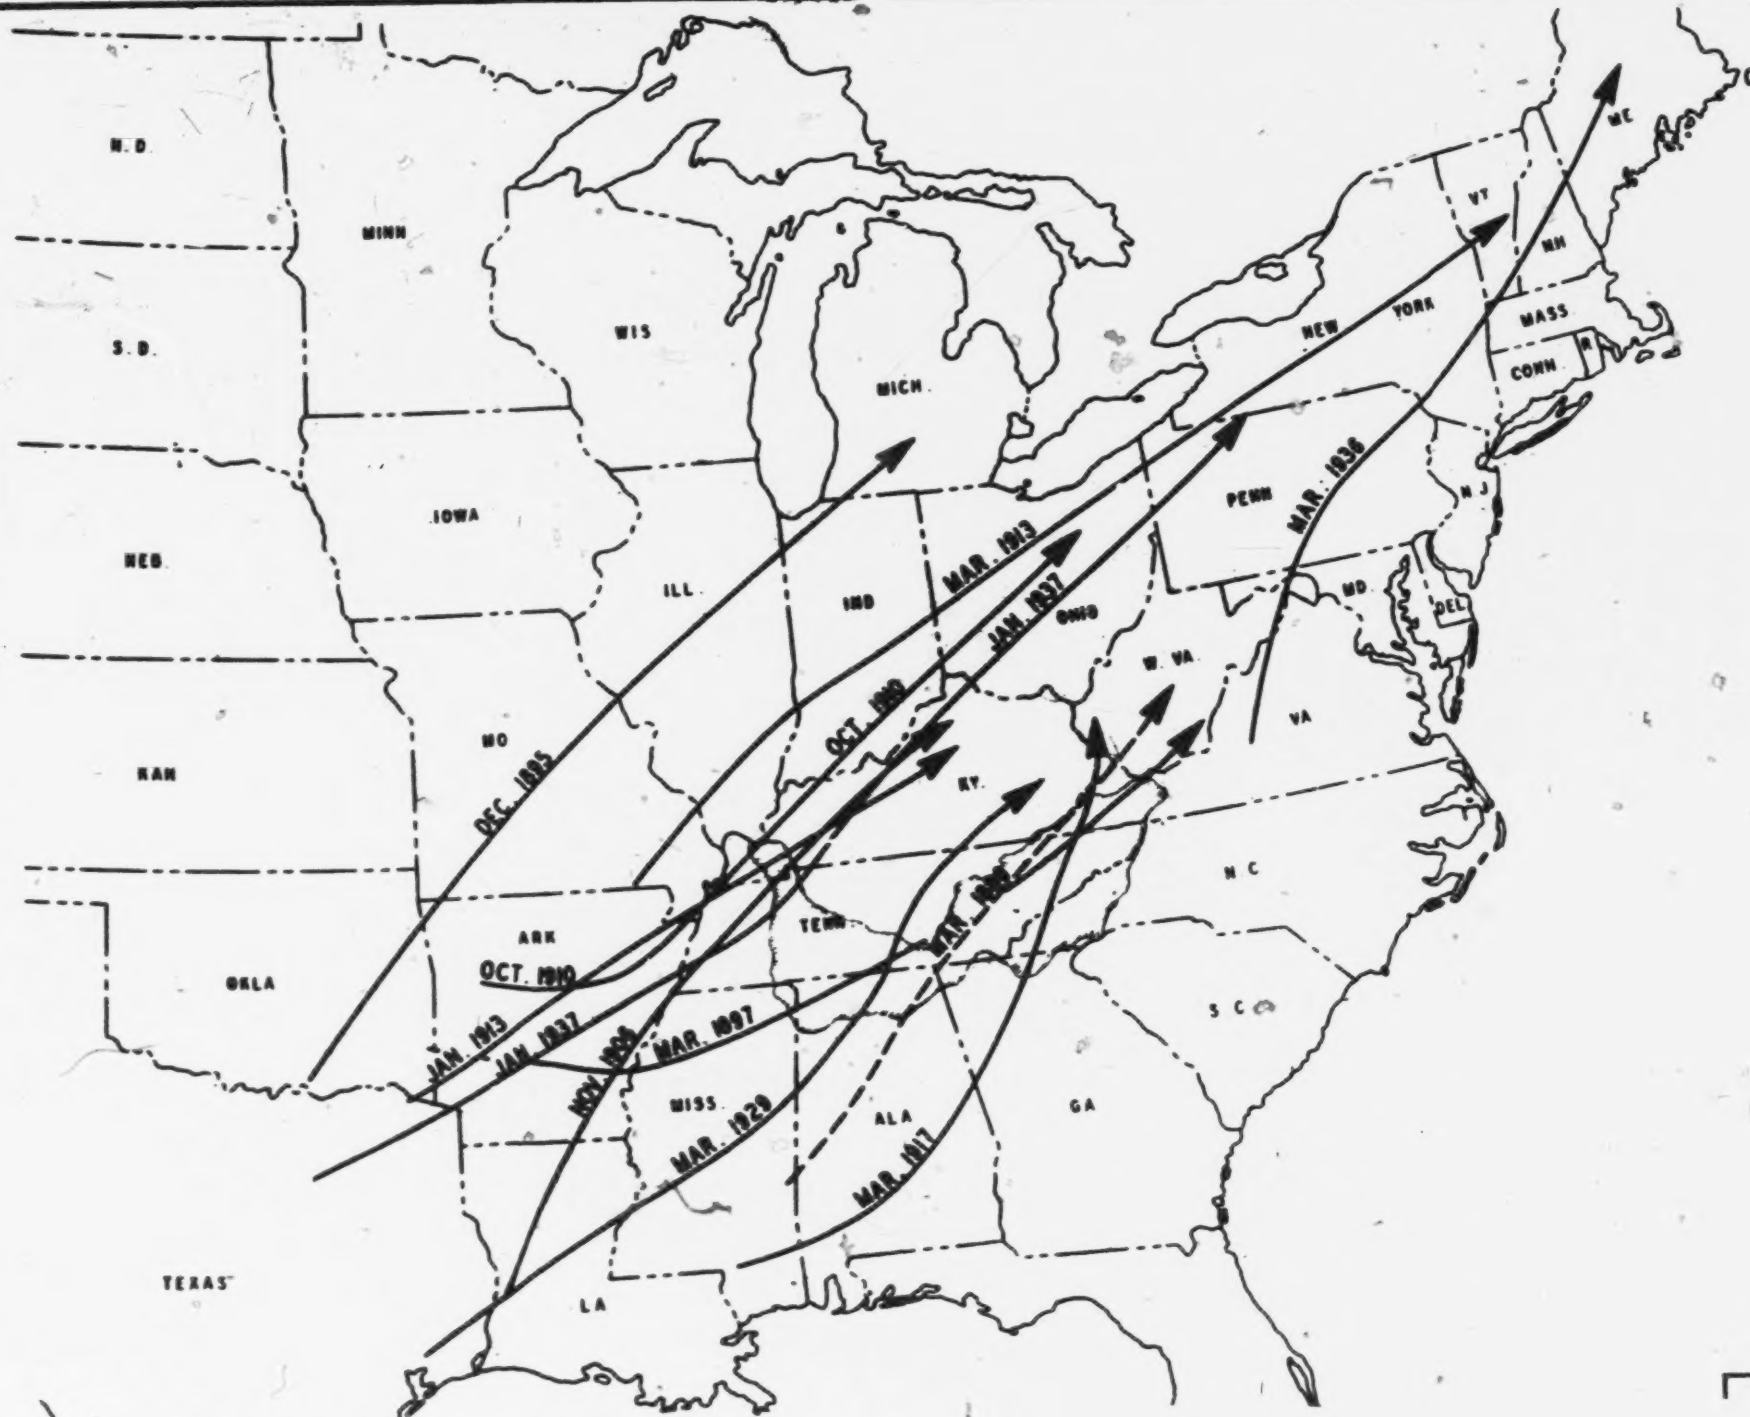 ME
N.D.
VT
MINN
NH
YORK
MASS
NEW
WIS
S.D.
R
CONN
MICH.
MAR. 1936
N J
PENN
IOWA
MAR. 1913
NEB.
ILL.
MD.
IND
DEL
JAN. 1937
OHIO
W. VA.
OCT. 1910
VA
MO
KAN
KY.
DEC. 1895
N C
TENN.
ARK
OCT. 1910
OKLA
S C
JAN. 1913
JAN. 1937
MAR. 1897
NOV. 1906
MISS.
GA
ALA
MAR. 1929
MAR. 1917
TEXAS
LA